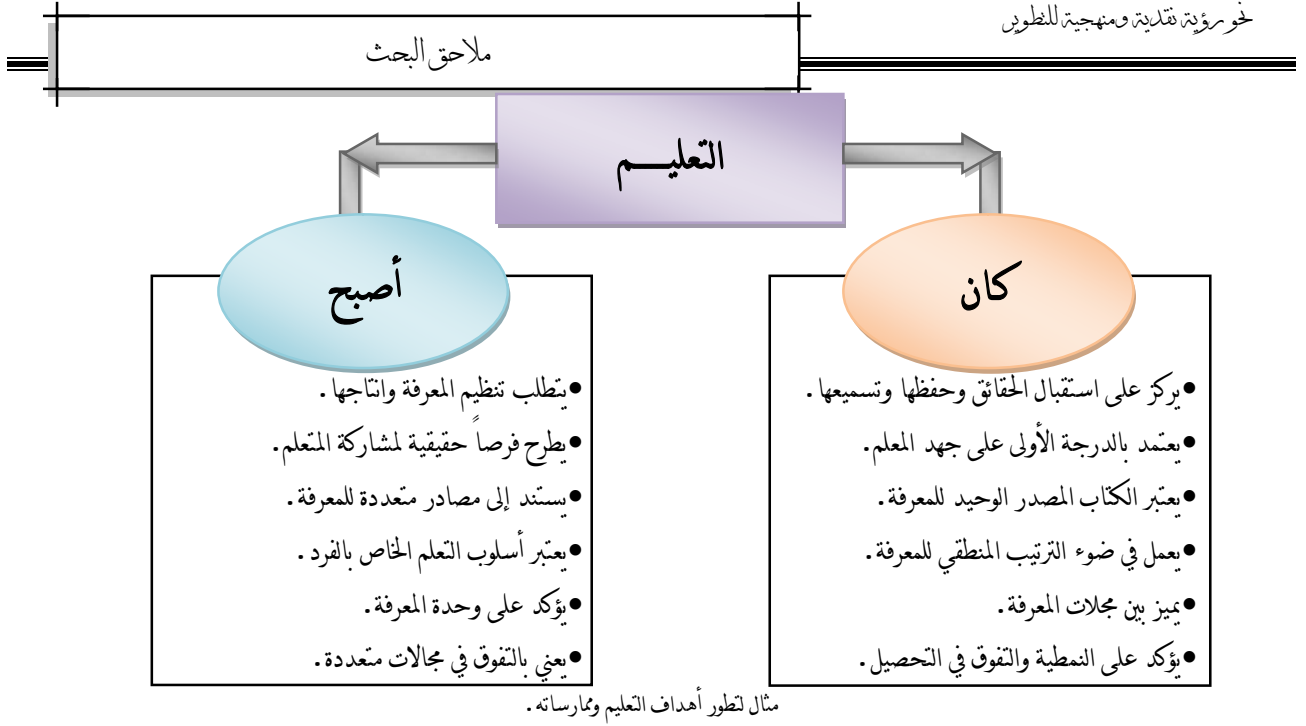 نحو رؤية نقدية ومنهجية للتطوير
ملاحق البحث
التعليـــم
كان
•يركز على استقبال الحقائق وحفظها وتسميعها.
•يعتمد بالدرجة الأولى على جهد المعلم.
•يعتبر الكتاب المصدر الوحيد للمعرفة.
•يعمل في ضوء الترتيب المنطقي للمعرفة.
•يميز بين مجلات المعرفة.
•يؤكد على النمطية والتفوق في التحصيل.
أصبح
•يتطلب تنظيم المعرفة وانتاجها.
•يطرح فرصاً حقيقية لمشاركة المتعلم.
•يستند إلى مصادر متعددة للمعرفة.
•يعتبر أسلوب التعلم الخاص بالفرد.
•يؤكد على وحدة المعرفة.
•يعني بالتفوق في مجالات متعددة.
مثال لتطور أهداف التعليم وممارساته.